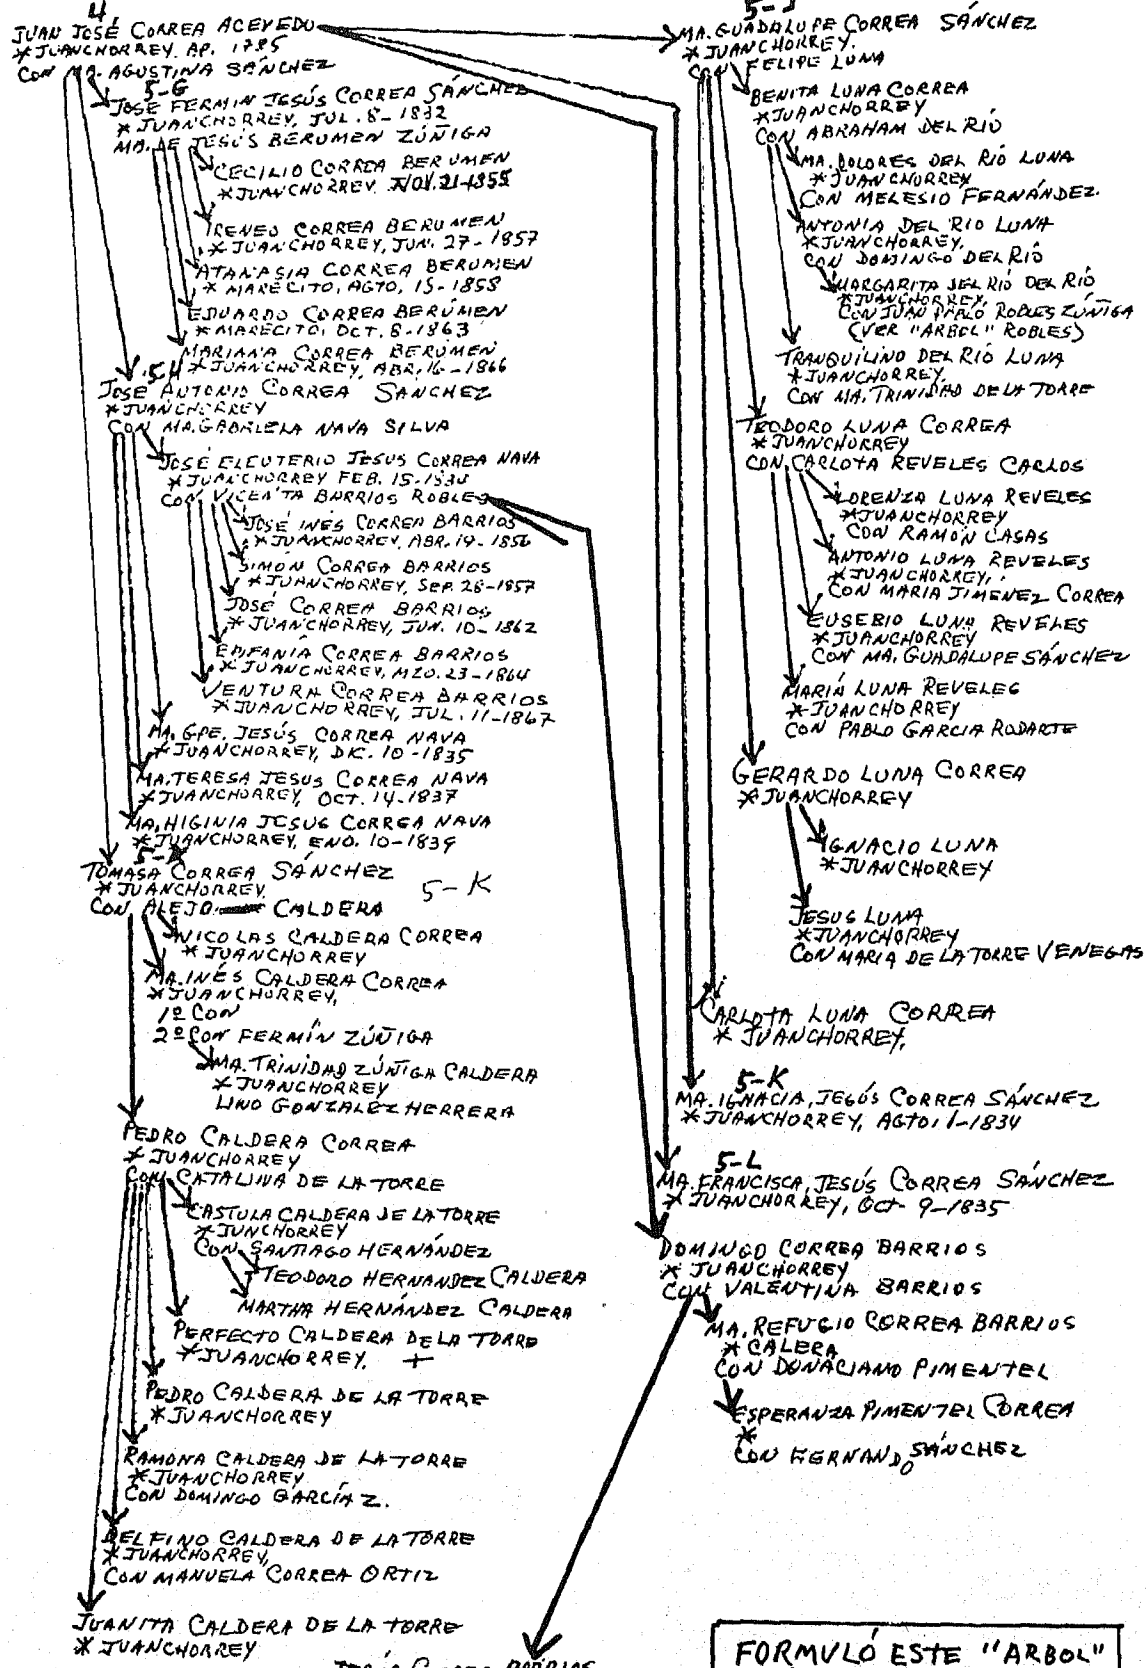 4
JUAN JOSÉ CORREA ACEVEDO
* JUANCHORREY. AP. 1785
CON MA. AGUSTINA SÁNCHEZ
5-G
JOSE FERMIN JESÚS CORREA SÁNCHEZ
* JUANCHORREY, JUL. 8-1832
MA. DE JESÚS BERUMEN ZÚÑIGA
CECILIO CORREA BERUMEN
* JUANCHORREY. NOV. 21-1855
IRENEO CORREA BERUMEN
* JUANCHORREY, JUN. 27-1857
ATANASIA CORREA BERUMEN
* MARECITO, AGTO, 15-1858
EDUARDO CORREA BERÚMEN
* MARECITO, OCT. 8-1863
MARIANA CORREA BERÚMEN
* JUANCHORREY, ABR. 16-1866
5-H
JOSE ANTONIO CORREA SÁNCHEZ
* JUANCHORREY
CON MA. GABRIELA NAVA SILVA
JOSÉ ELEUTERIO JESUS CORREA NAVA
* JUANCHORREY FEB. 15-
CON VICENTA BARRIOS ROBLES
JOSÉ INÉS CORREA BARRIOS
* JUANCHORREY, ABR. 19-1856
SIMÓN CORREA BARRIOS
* JUANCHORREY, SEP. 28-1857
JOSÉ CORREA BARRIOS
* JUANCHORREY, JUN. 10-1862
EPIFANÍA CORREA BARRIOS
* JUANCHORREY, MZO. 23-1864
VENTURA CORREA BARRIOS
* JUANCHORREY, JUL. 11-1867
MA. GPE, JESÚS CORREA NAVA
* JUANCHORREY, DIC. 10-1835
MA. TERESA JESUS CORREA NAVA
* JUANCHORREY, OCT. 14-1837
MA. HIGINIA JESUS CORREA NAVA
* JUANCHORREY, ENO. 10-1839
TOMASA CORREA SÁNCHEZ
* JUANCHORREY
5-K
CON ALEJO CALDERA
NICOLAS CALDERA CORREA
* JUANCHORREY
MA. INÉS CALDERA CORREA
* JUANCHORREY,
1º CON
2º CON FERMÍN ZÚÑIGA
MA. TRINIDAD ZÚÑIGA CALDERA
* JUANCHORREY
LINO GONZALEZ HERRERA
PEDRO CALDERA CORREA
* JUANCHORREY
CON CATALINA DE LA TORRE
CASTULA CALDERA DE LA TORRE
* JUNCHORREY
CON SANTIAGO HERNÁNDEZ
TEODORO HERNANDEZ CALDERA
MARTHA HERNÁNDEZ CALDERA
PERFECTO CALDERA DE LA TORRE
* JUANCHORREY. +
PEDRO CALDERA DE LA TORRE
* JUANCHORREY
RAMONA CALDERA DE LA TORRE
* JUANCHORREY
CON DOMINGO GARCÍA Z.
DELFINO CALDERA DE LA TORRE
* JUANCHORREY,
CON MANUELA CORREA ORTIZ
JUANITA CALDERA DE LA TORRE
* JUANCHORREY
5-J
MA. GUADALUPE CORREA SÁNCHEZ
* JUANCHORREY.
CON FELIPE LUNA
BENITA LUNA CORREA
* JUANCHORREY
CON ABRAHAM DEL RÍO
MA. DOLORES DEL RÍO LUNA
* JUANCHORREY
CON MELESIO FERNÁNDEZ.
ANTONIA DEL RIO LUNA
* JUANCHORREY,
CON DOMINGO DEL RÍO
MARGARITA DEL RÍO DEL RÍO
* JUANCHORREY,
CON JUAN PABLO ROBLES ZÚÑIGA
(VER "ARBOL" ROBLES)
TRANQUILINO DEL RÍO LUNA
* JUANCHORREY,
CON MA. TRINIDAD DE LA TORRE
TEODORO LUNA CORREA
* JUANCHORREY
CON CARLOTA REVELES CARLOS
LORENZA LUNA REVELES
* JUANCHORREY
CON RAMÓN CASAS
ANTONIO LUNA REVELES
* JUANCHORREY,
CON MARIA JIMÉNEZ CORREA
EUSEBIO LUNA REVELES
* JUANCHORREY
CON MA. GUADALUPE SÁNCHEZ
MARÍA LUNA REVELES
* JUANCHORREY
CON PABLO GARCIA RODARTE
GERARDO LUNA CORREA
* JUANCHORREY
IGNACIO LUNA
* JUANCHORREY
JESUS LUNA
* JUANCHORREY
CON MARIA DE LA TORRE VENEGAS
CARLOTA LUNA CORREA
* JUANCHORREY,
5-K
MA. IGNACIA, JESÚS CORREA SÁNCHEZ
* JUANCHORREY, AGTO. 1-1834
5-L
MA. FRANCISCA, JESÚS CORREA SÁNCHEZ
* JUANCHORREY, OCT- 9-1835
DOMINGO CORREA BARRIOS
* JUANCHORREY
CON VALENTINA BARRIOS
MA. REFUGIO CORREA BARRIOS
* CALERA
CON DONACIANO PIMENTEL
ESPERANZA PIMENTEL CORREA
*
CON FERNANDO SÁNCHEZ
FORMULÓ ESTE "ARBOL"